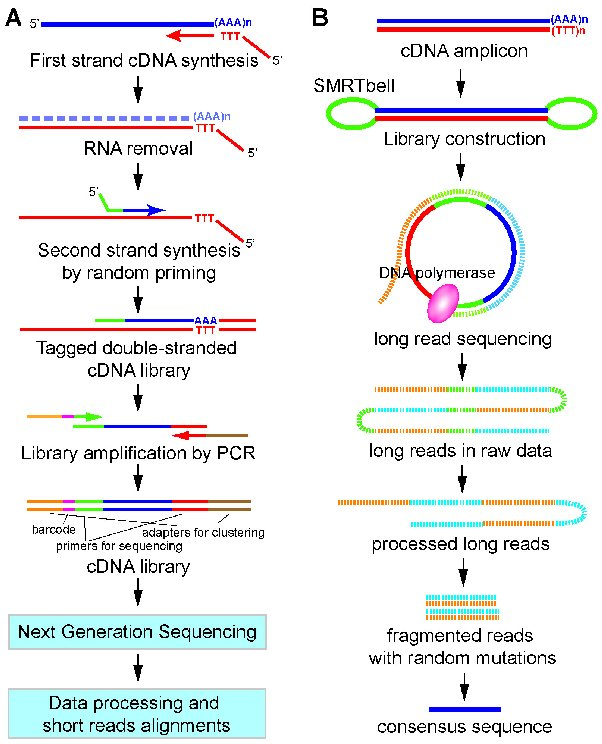 A
5'
(AAA)n
TTT
5'
First strand cDNA synthesis
(AAA)n
TTT
5'
RNA removal
5'
TTT
5'
Second strand synthesis
by random priming
AAA
TTT
Tagged double-stranded
cDNA library
Library amplification by PCR
barcode
adapters for clustering
primers for sequencing
cDNA library
Next Generation Sequencing
Data processing and
short reads alignments
B
(AAA)n
(TTT)n
cDNA amplicon
SMRTbell
Library construction
DNA polymerase
long read sequencing
long reads in raw data
processed long reads
fragmented reads
with random mutations
consensus sequence